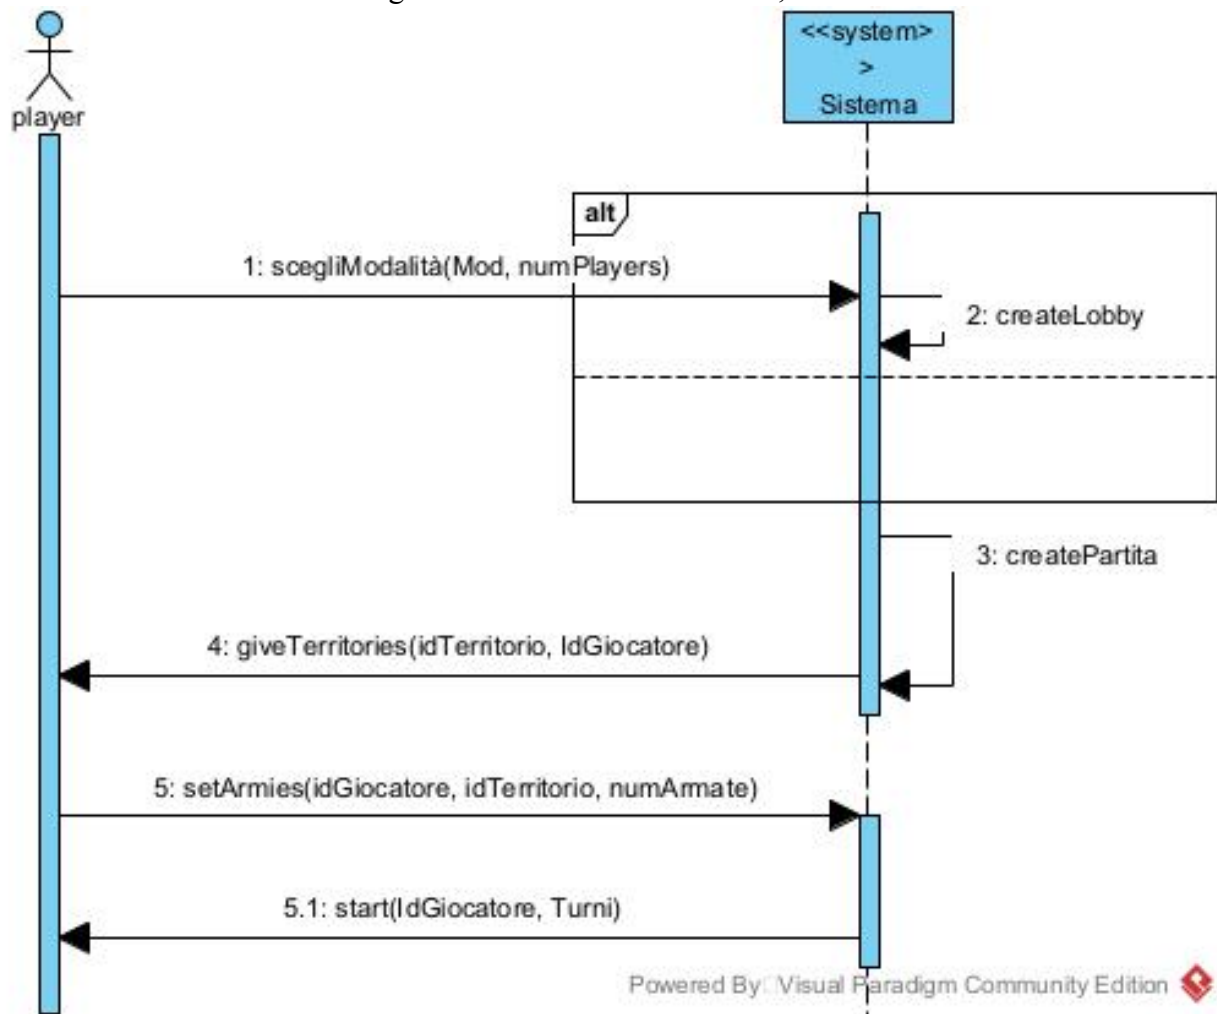 player
<<system>
>
Sistema
alt
1: scegliModalità(Mod, numPlayers)
2: createLobby
3: createPartita
4: giveTerritories(idTerritorio, IdGiocatore)
5: setArmies(idGiocatore, idTerritorio, numArmate)
5.1: start(IdGiocatore, Turni)
Powered By Visual Paradigm Community Edition